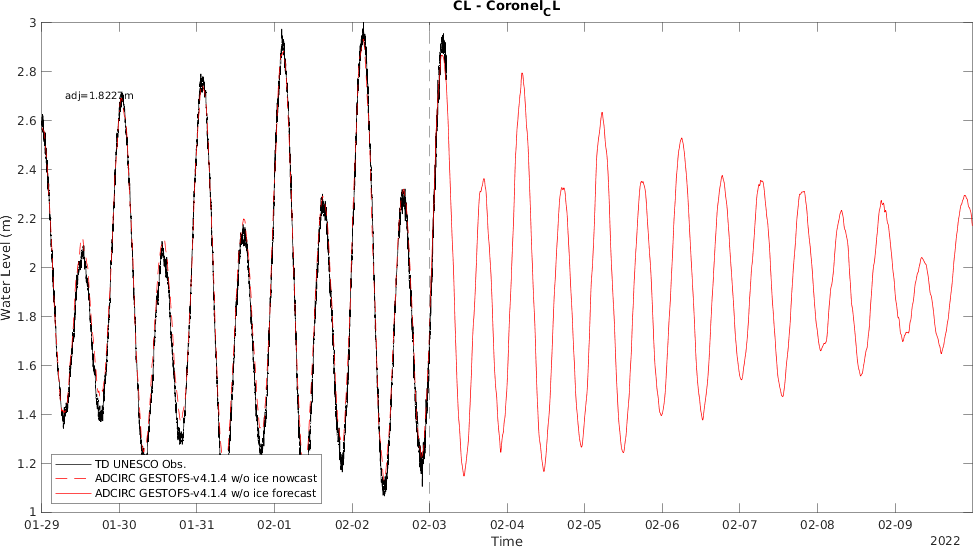 CL - Coronel_CL
3
2.8
adj=1.8227m
2.6
2.4
2.2
2
1.8
1.6
1.4
1.2
1
Water Level (m)
TD UNESCO Obs.
ADCIRC GESTOFS-v4.1.4 w/o ice nowcast
ADCIRC GESTOFS-v4.1.4 w/o ice forecast
01-29 01-30 01-31 02-01 02-02 02-03 02-04 02-05 02-06 02-07 02-08 02-09
Time
2022